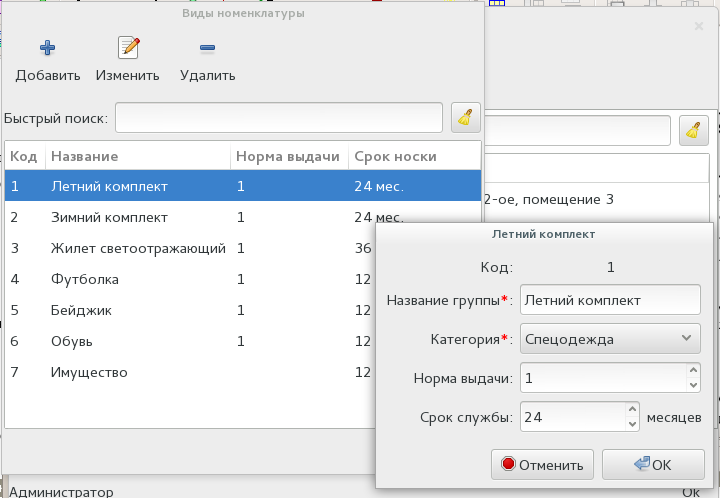 Виды номенклатуры
Добавить Изменить Удалить
Быстрый поиск:
Код Название Норма выдачи Срок носки
1 Летний комплект 1 24 мес.
2 Зимний комплект 1 24 мес.
3 Жилет светоотражающий 1 36
4 Футболка 1 12
5 Бейджик 1 12
6 Обувь 1 12
7 Имущество 12
2-ое, помещение 3
Летний комплект
Код: 1
Название группы*: Летний комплект
Категория*: Спецодежда
Норма выдачи: 1
Срок службы: 24 месяцев
Отменить OK
Администратор Ok